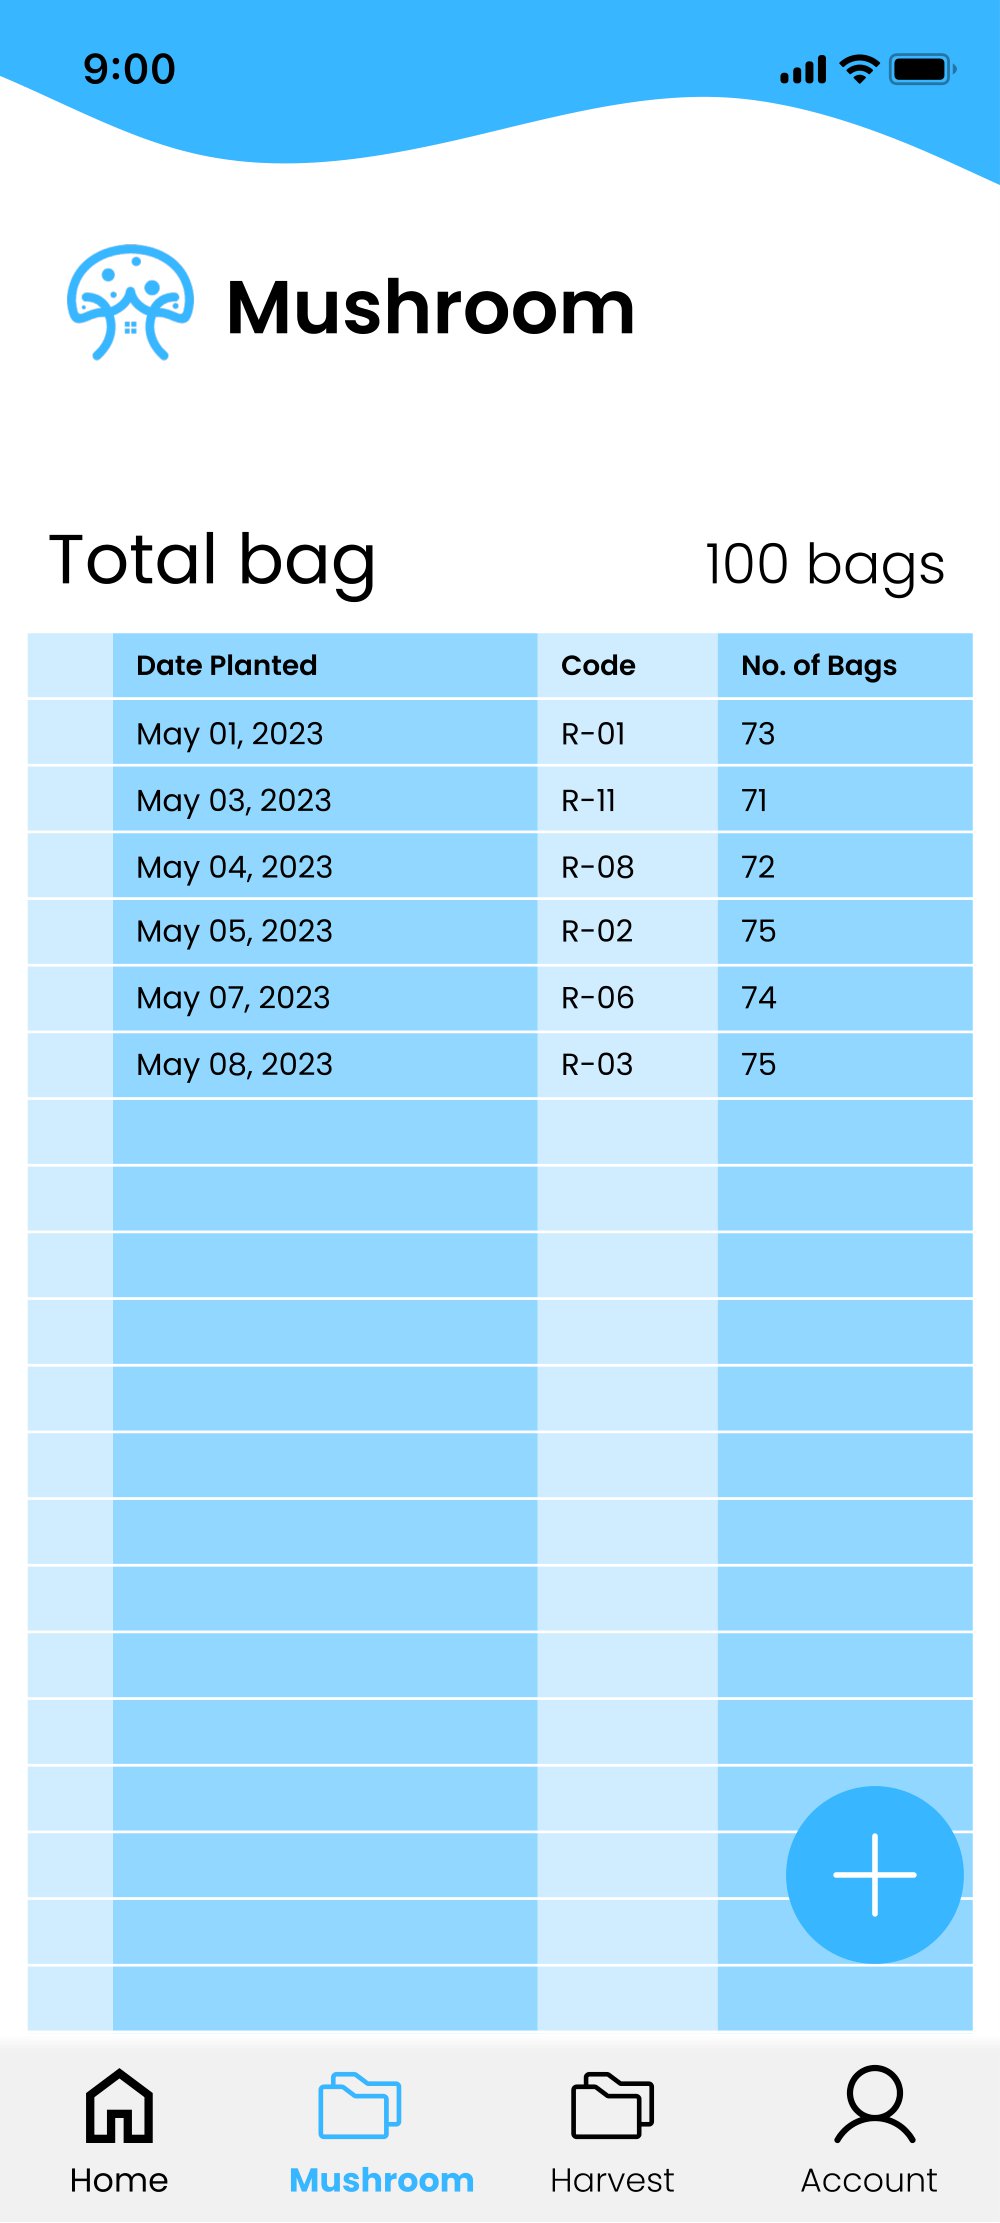 9:00
Mushroom
Total bag 100 bags
Date Planted Code No. of Bags
May 01, 2023 R-01 73
May 03, 2023 R-11 71
May 04, 2023 R-08 72
May 05, 2023 R-02 75
May 07, 2023 R-06 74
May 08, 2023 R-03 75
Home Mushroom Harvest Account